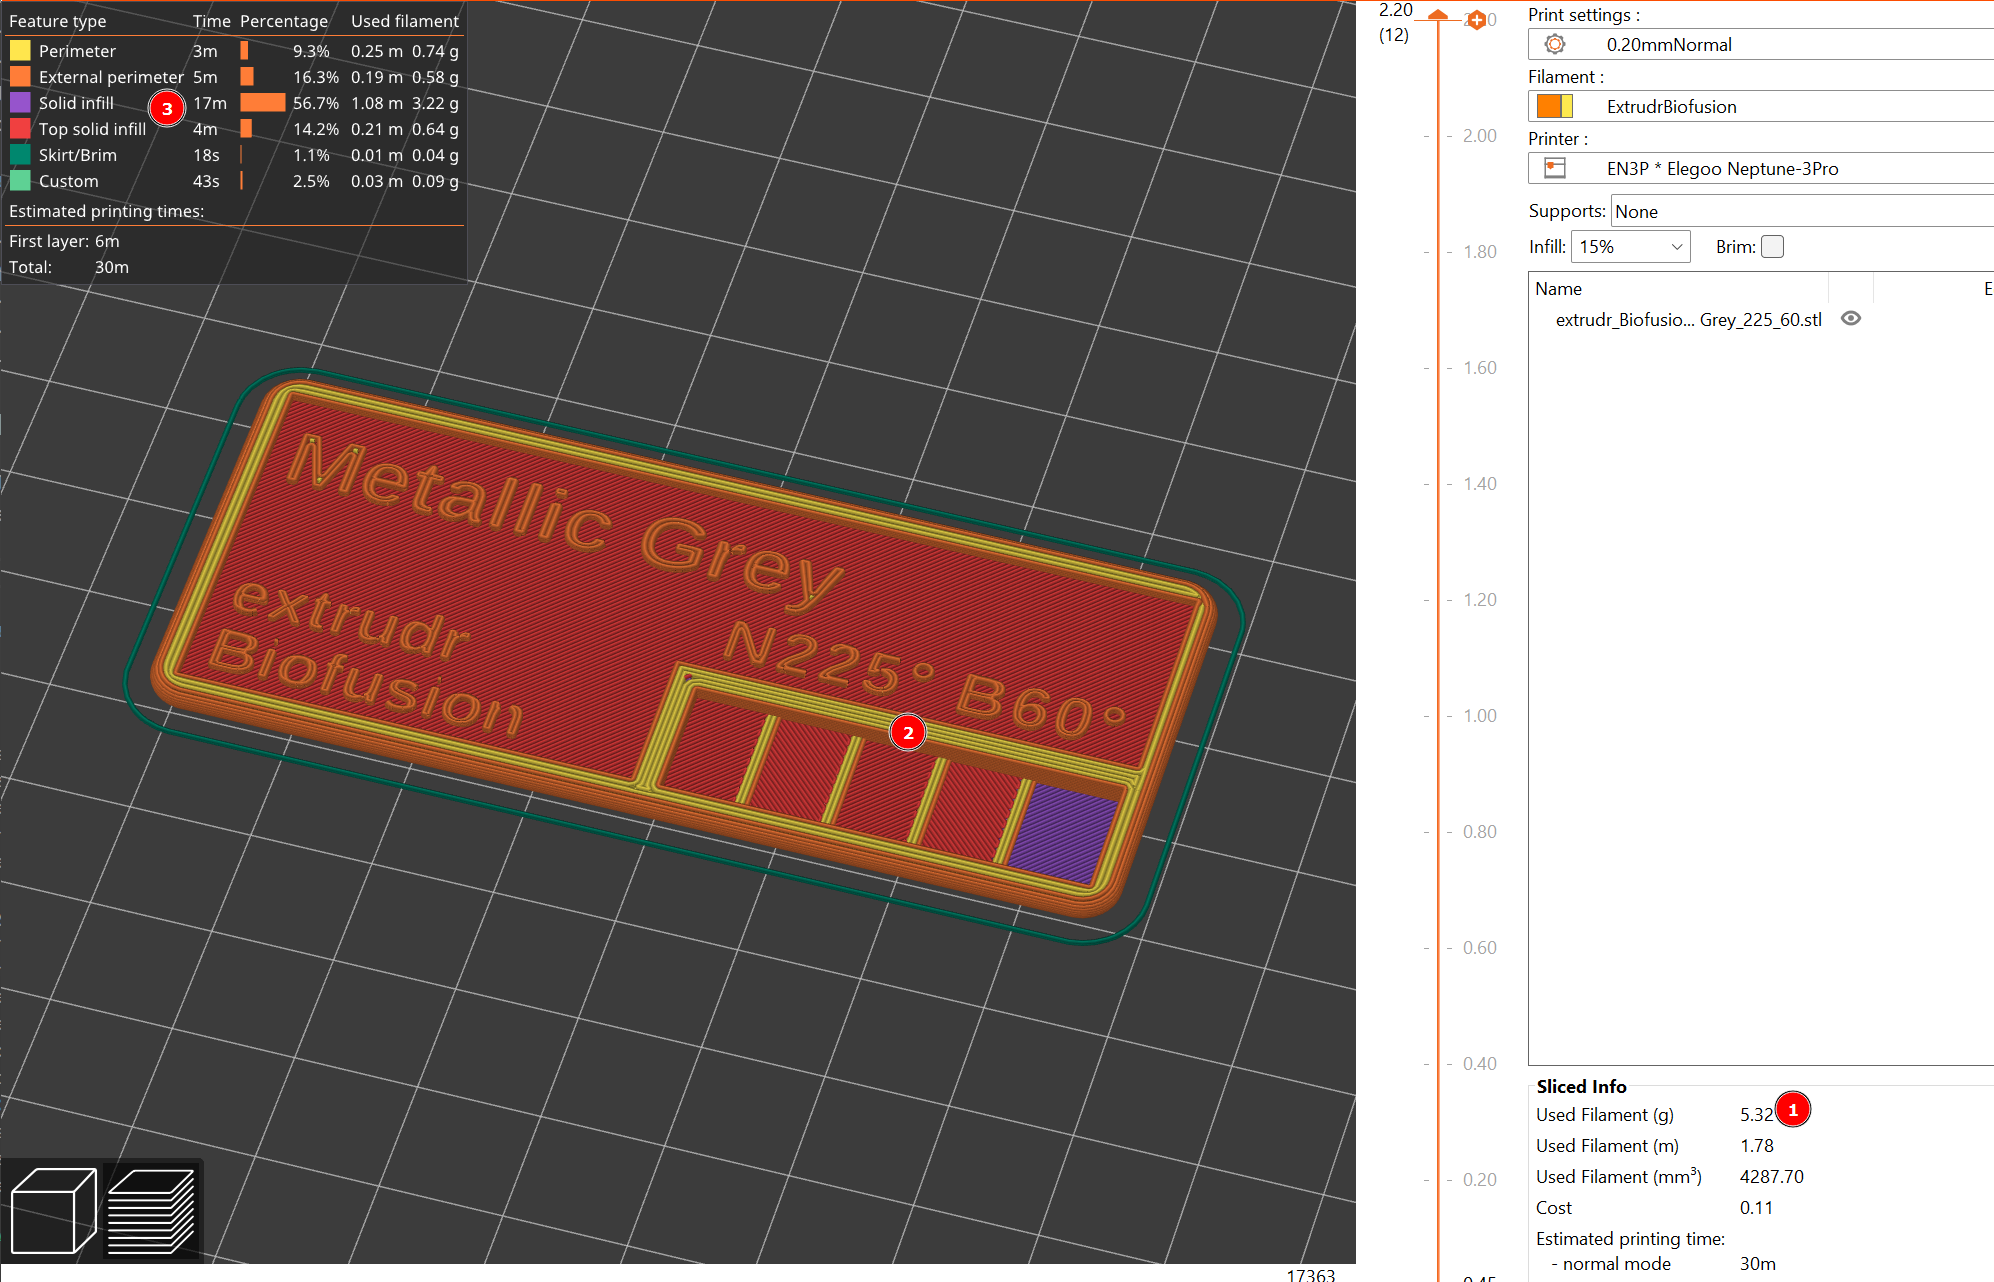 Feature type Time Percentage Used filament
Perimeter 3m 9.3% 0.25 m 0.74 g
External perimeter 5m 16.3% 0.19 m 0.58 g
Solid infill 17m 56.7% 1.08 m 3.22 g
3
Top solid infill 4m 14.2% 0.21 m 0.64 g
Skirt/Brim 18s 1.1% 0.01 m 0.04 g
Custom 43s 2.5% 0.03 m 0.09 g
Estimated printing times:
First layer: 6m
Total: 30m
Metallic Grey
extrudr
Biofusion
N225° B60°
2
17363
2.20
(12)
2.00
1.80
1.60
1.40
1.20
1.00
0.80
0.60
0.40
0.20
Print settings :
0.20mmNormal
Filament :
ExtrudrBiofusion
Printer :
EN3P * Elegoo Neptune-3Pro
Supports: None
Infill: 15% Brim:
Name E
extrudr_Biofusio... Grey_225_60.stl
Sliced Info
Used Filament (g) 5.32
1
Used Filament (m) 1.78
Used Filament (mm³) 4287.70
Cost 0.11
Estimated printing time:
- normal mode 30m